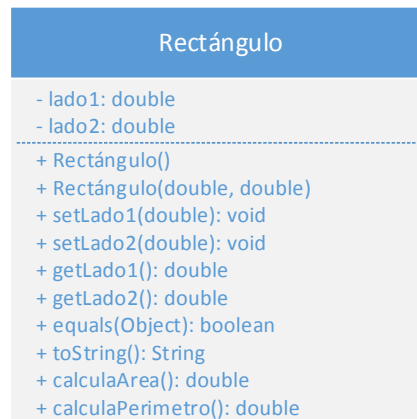 Rectángulo
- lado1: double
- lado2: double
+ Rectángulo()
+ Rectángulo(double, double)
+ setLado1(double): void
+ setLado2(double): void
+ getLado1(): double
+ getLado2(): double
+ equals(Object): boolean
+ toString(): String
+ calculaArea(): double
+ calculaPerimetro(): double